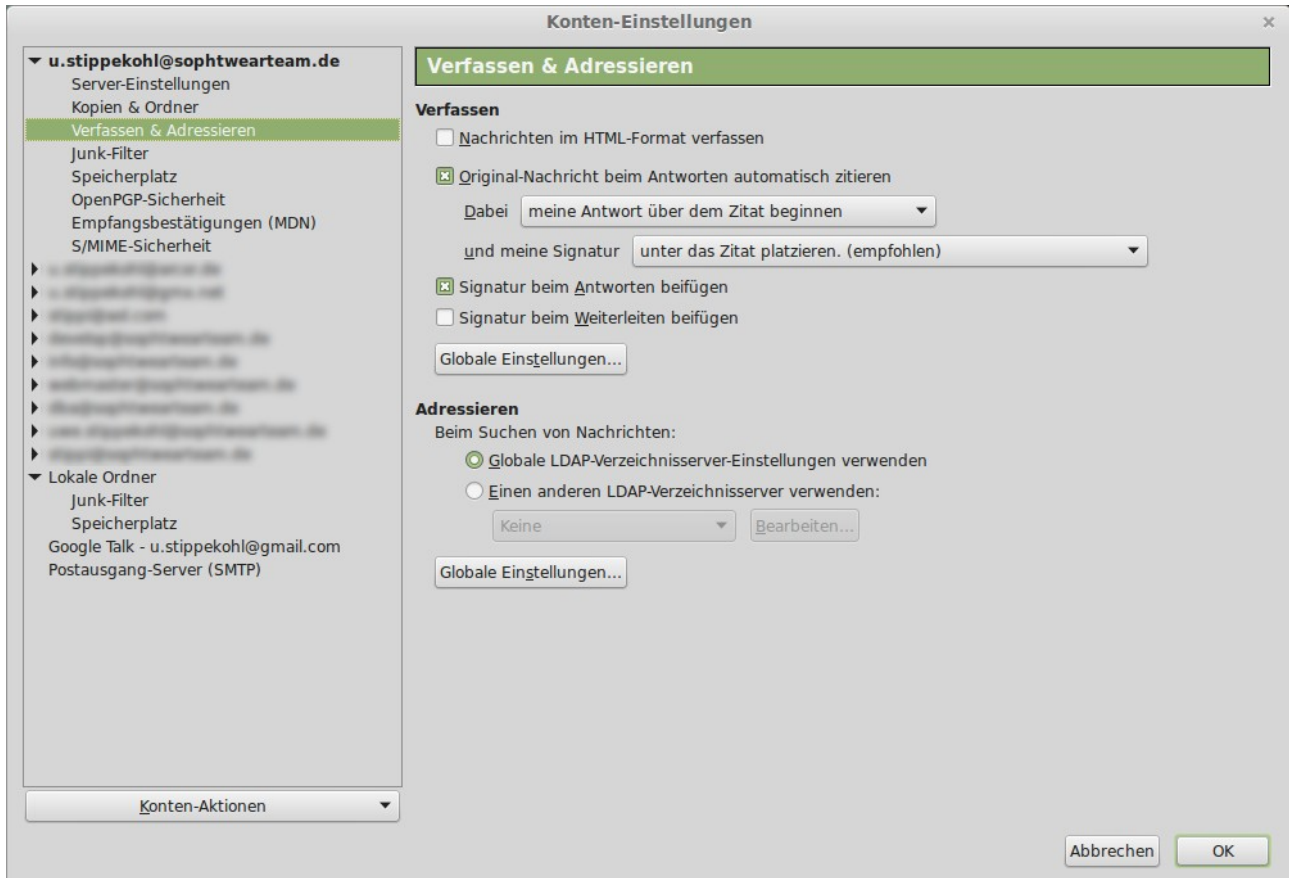 Konten-Einstellungen
u.stippekohl@sophtwearteam.de
Server-Einstellungen
Kopien & Ordner
Verfassen & Adressieren
Junk-Filter
Speicherplatz
OpenPGP-Sicherheit
Empfangsbestätigungen (MDN)
S/MIME-Sicherheit
Lokale Ordner
Junk-Filter
Speicherplatz
Google Talk - u.stippekohl@gmail.com
Postausgang-Server (SMTP)
Konten-Aktionen
Verfassen & Adressieren
Verfassen
Nachrichten im HTML-Format verfassen
Original-Nachricht beim Antworten automatisch zitieren
Dabei meine Antwort über dem Zitat beginnen
und meine Signatur unter das Zitat platzieren. (empfohlen)
Signatur beim Antworten beifügen
Signatur beim Weiterleiten beifügen
Globale Einstellungen...
Adressieren
Beim Suchen von Nachrichten:
Globale LDAP-Verzeichnisserver-Einstellungen verwenden
Einen anderen LDAP-Verzeichnisserver verwenden:
Keine Bearbeiten...
Globale Einstellungen...
Abbrechen OK